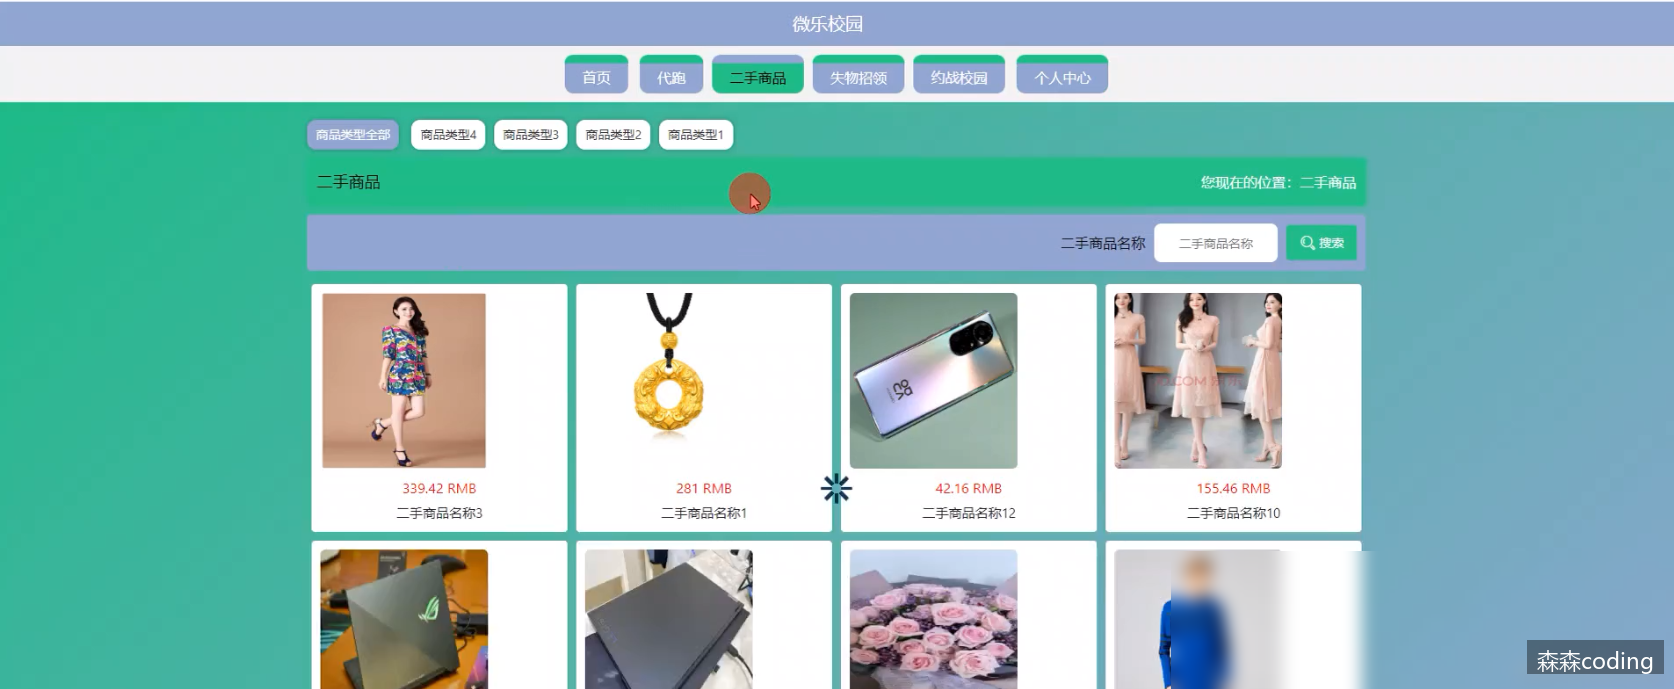 微乐校园
首页 代跑 二手商品 失物招领 约战校园 个人中心
商品类型全部 商品类型4 商品类型3 商品类型2 商品类型1
二手商品 您现在的位置：二手商品
二手商品名称 二手商品名称 搜索
339.42 RMB 281 RMB 42.16 RMB 155.46 RMB
二手商品名称3 二手商品名称1 二手商品名称12 二手商品名称10
森森coding